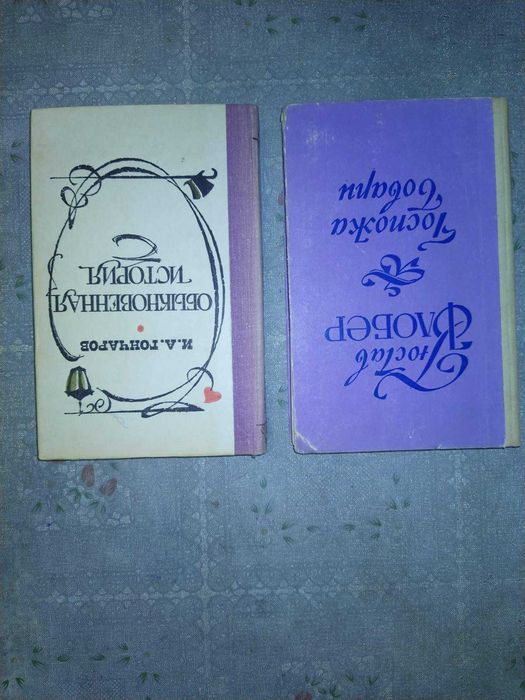 И.А. ГОНЧАРОВ
ОБЫКНОВЕННАЯ
ИСТОРИЯ
Гюстав
ФЛОБЕР
Госпожа
Бовари